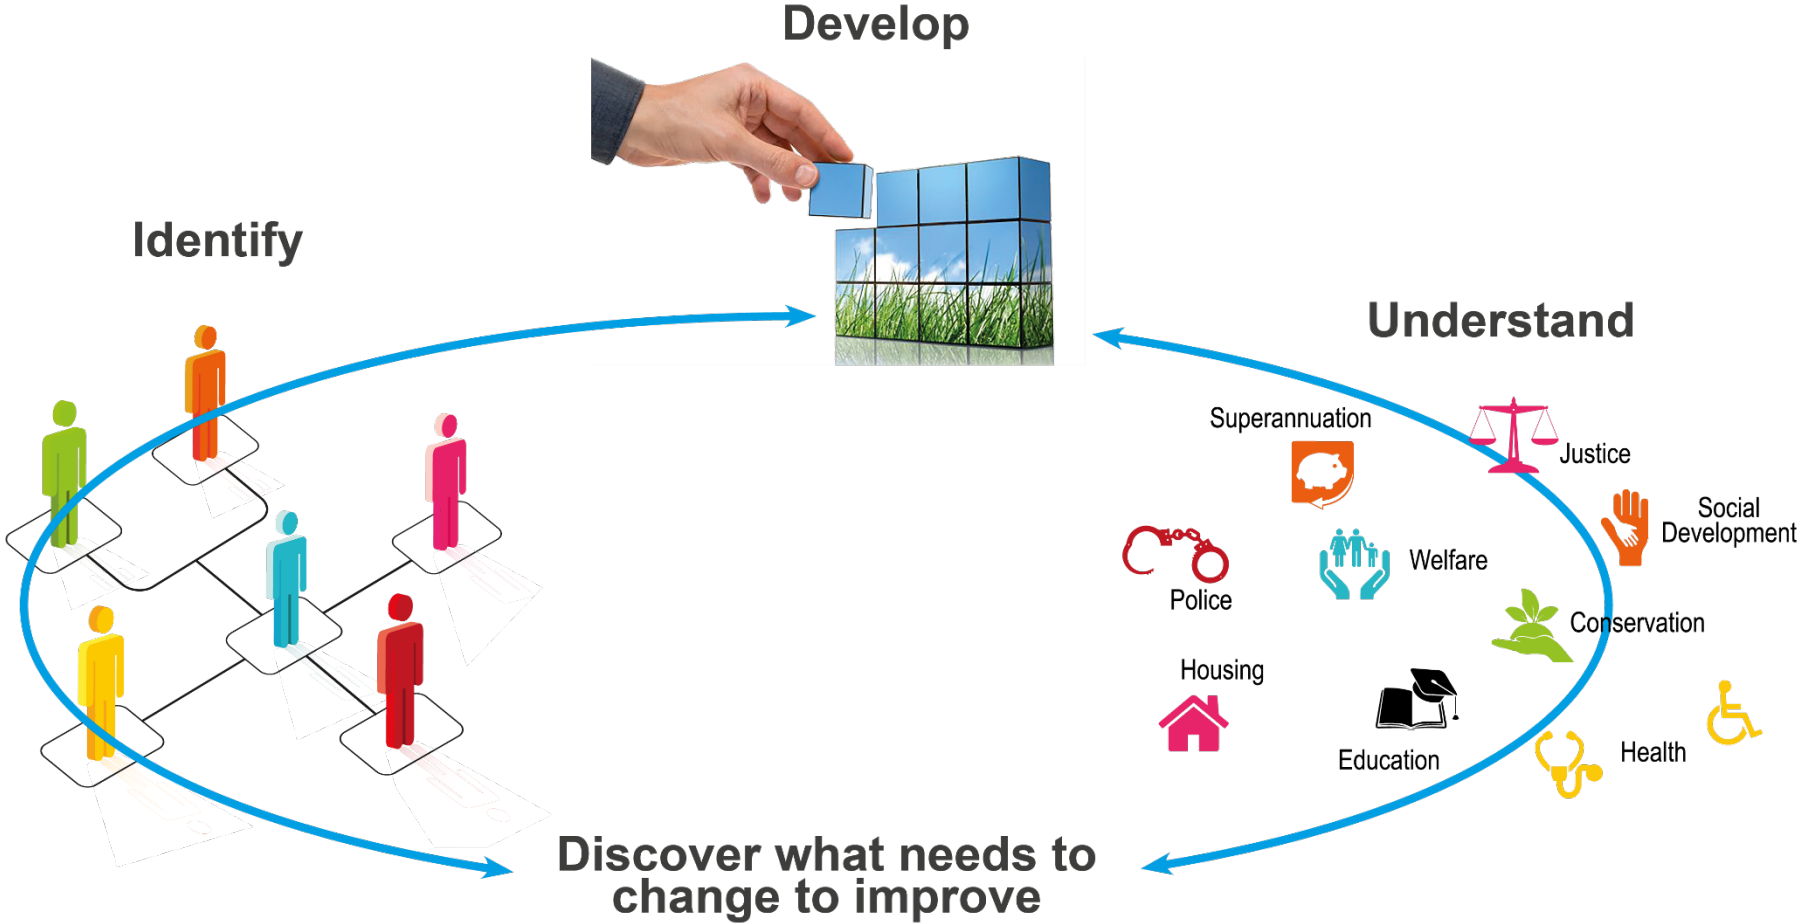 Develop
Identify
Understand
Superannuation
Justice
Social
Development
Welfare
Police
Conservation
Housing
Education
Health
Discover what needs to
change to improve